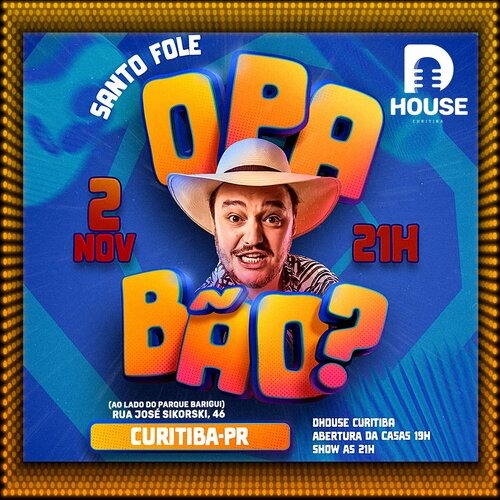 SANTO FOLE
D
HOUSE
CURITIBA
OPA
2
NOV
21H
BÃO?
(AO LADO DO PARQUE BARIGUI)
RUA JOSÉ SIKORSKI, 46
CURITIBA-PR
DHOUSE CURITIBA
ABERTURA DA CASAS 19H
SHOW AS 21H